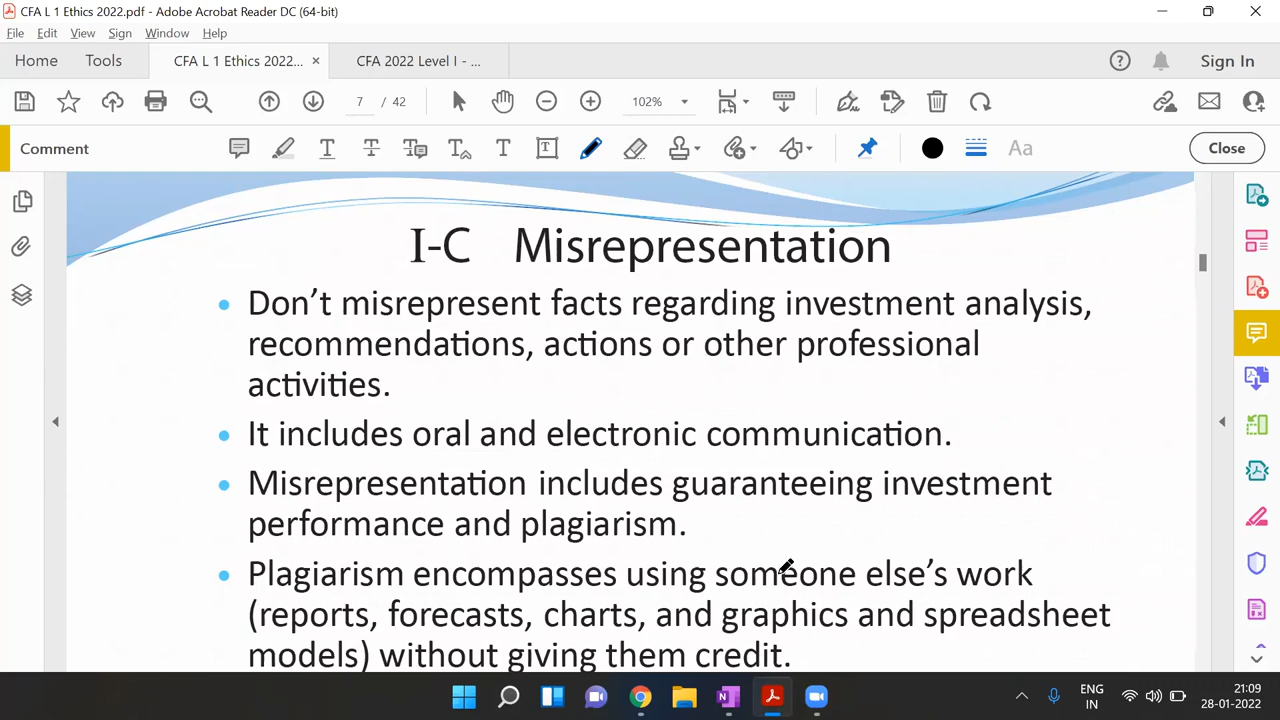 CFA L 1 Ethics 2022.pdf - Adobe Acrobat Reader DC (64-bit)
File Edit View Sign Window Help
Home Tools CFA L 1 Ethics 2022... × CFA 2022 Level I - ... Sign In
7 / 42 102%
Comment Aa Close
I-C Misrepresentation
• Don’t misrepresent facts regarding investment analysis,
recommendations, actions or other professional
activities.
• It includes oral and electronic communication.
• Misrepresentation includes guaranteeing investment
performance and plagiarism.
• Plagiarism encompasses using someone else’s work
(reports, forecasts, charts, and graphics and spreadsheet
models) without giving them credit.
ENG 21:09
IN 28-01-2022